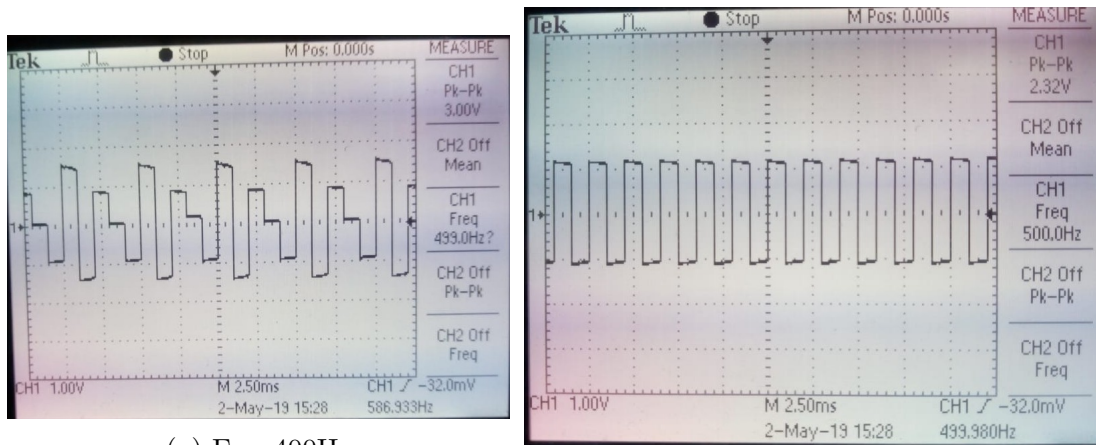 Tek Stop M Pos: 0.000s MEASURE
CH1
Pk-Pk
3.00V
CH2 Off
Mean
CH1
Freq
499.0Hz?
CH2 Off
Pk-Pk
CH2 Off
Freq
1
CH1 1.00V M 2.50ms CH1 -32.0mV
2-May-19 15:28 586.933Hz
Tek Stop M Pos: 0.000s MEASURE
CH1
Pk-Pk
2.32V
CH2 Off
Mean
CH1
Freq
500.0Hz
CH2 Off
Pk-Pk
CH2 Off
Freq
1
CH1 1.00V M 2.50ms CH1 -32.0mV
2-May-19 15:28 499.980Hz